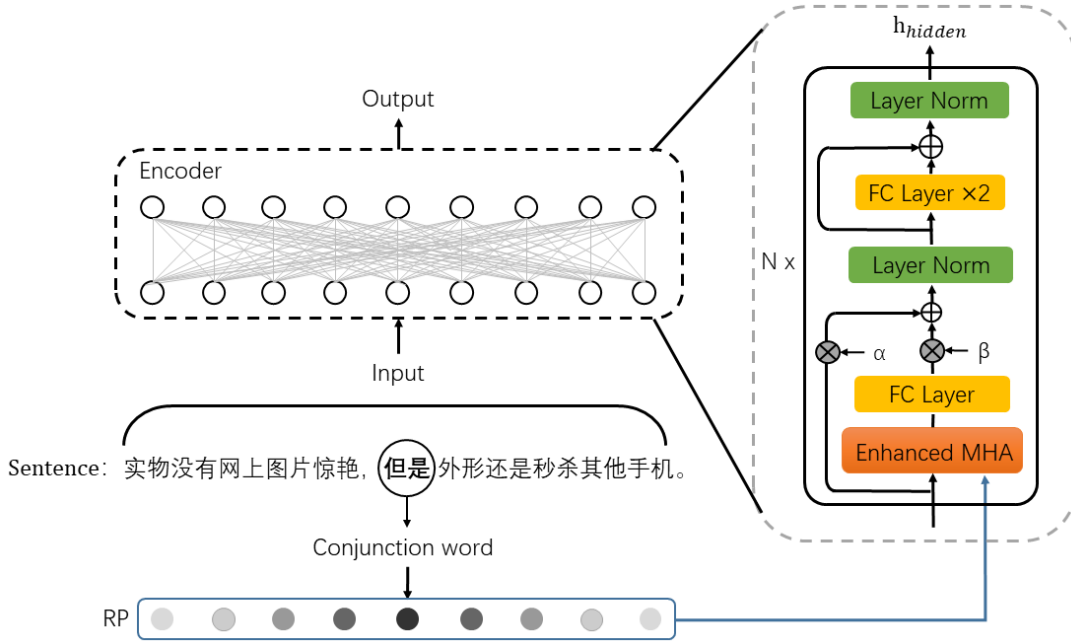 h_hidden
Layer Norm
FC Layer ×2
N x
Layer Norm
α
β
FC Layer
Enhanced MHA
Output
Encoder
Input
Sentence: 实物没有网上图片惊艳, 但是 外形还是秒杀其他手机。
Conjunction word
RP